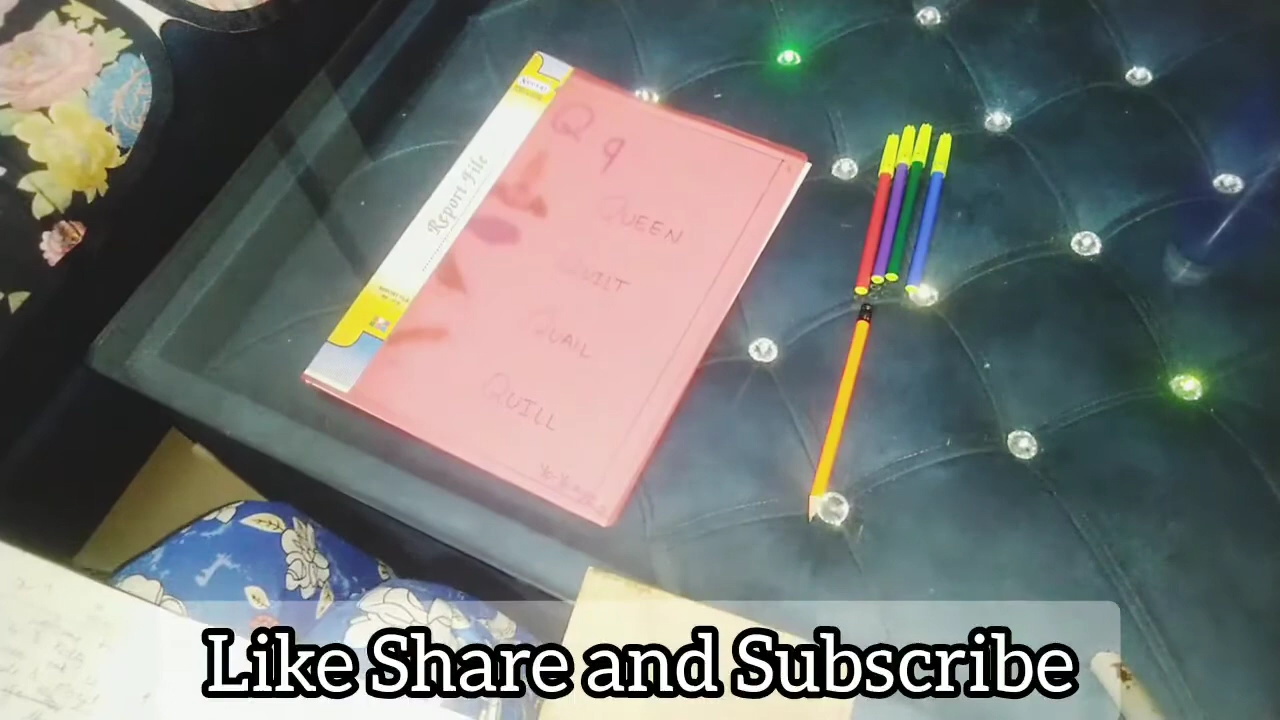 Report File
Q q
QUEEN
QUILT
QUAIL
QUILL
Like Share and Subscribe